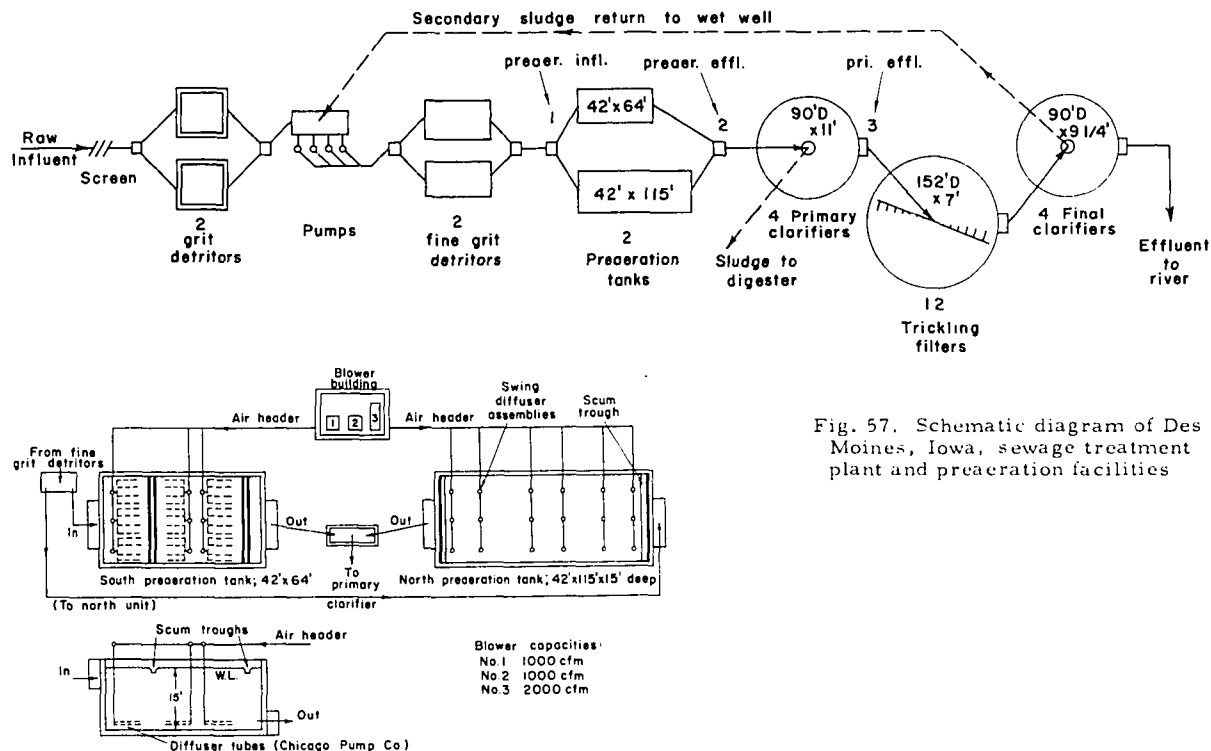 Secondary sludge return to wet well
preaer. infl.
preaer. effl.
pri. effl.
1
2
3
42'x64'
42' x 115'
90'D
x11'
90'D
x9 1/4'
152'D
x 7'
Raw
Influent
Screen
2
grit
detritors
Pumps
2
fine grit
detritors
2
Preaeration
tanks
Sludge to
digester
4 Primary
clarifiers
12
Trickling
filters
4 Final
clarifiers
Effluent
to
river
Blower
building
1 2 3
Air header
Air header
Swing
diffuser
assemblies
Scum
trough
From fine
grit detritors
In
Out
Out
To
primary
clarifier
South preaeration tank; 42'x64'
North preaeration tank; 42'x115'x15' deep
(To north unit)
Scum troughs
Air header
In
W.L.
15'
Out
Diffuser tubes (Chicago Pump Co.)
Blower capacities:
No.1 1000 cfm
No.2 1000 cfm
No.3 2000 cfm
Fig. 57. Schematic diagram of Des
Moines, Iowa, sewage treatment
plant and preaeration facilities